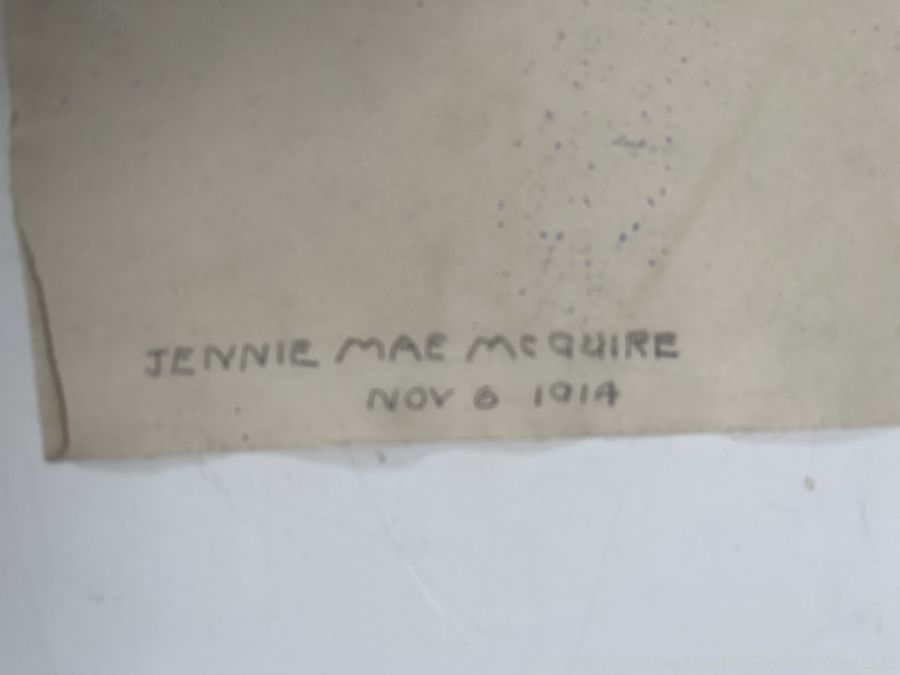 JENNIE MAE McGUIRE
NOV 6 1914
Copyright 2025 - The McGuire Group LLC